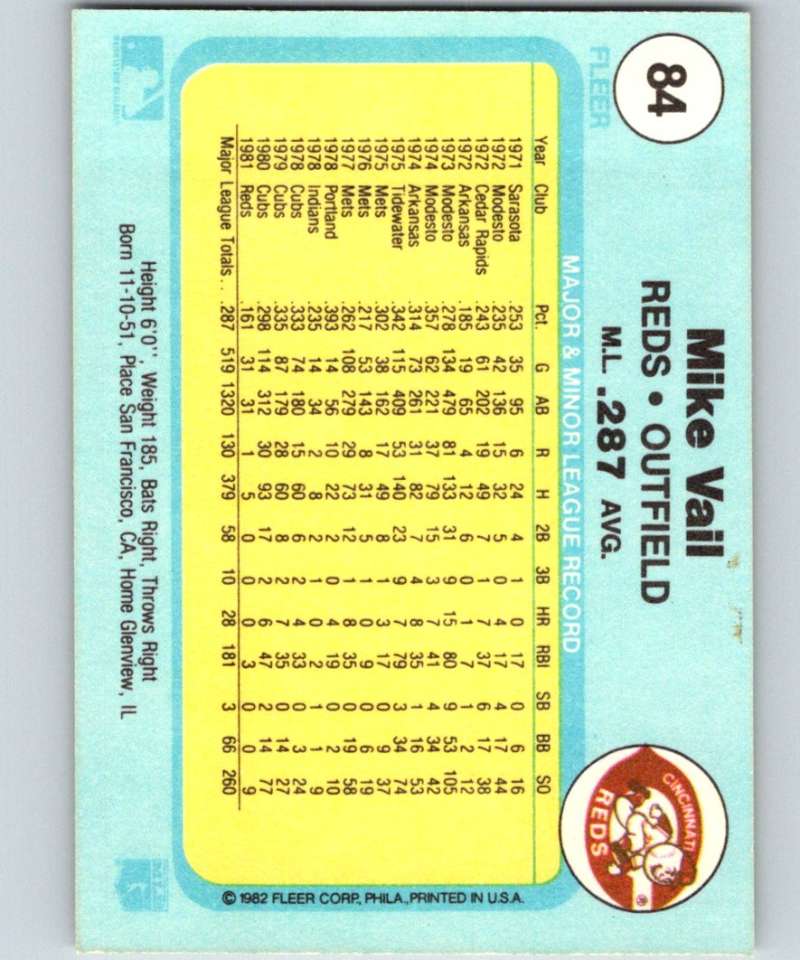 84
FLEER
Mike Vail
REDS • OUTFIELD
M.L. .287 AVG.
CINCINNATI
REDS
®
MAJOR & MINOR LEAGUE RECORD
Year Club Pct. G AB R H 2B 3B HR RBI SB BB SO
1971 Sarasota .253 35 95 6 24 4 1 0 17 0 6 16
1972 Modesto .235 42 136 15 32 5 0 4 17 4 17 44
1972 Cedar Rapids .243 61 202 19 49 7 1 7 37 6 17 38
1972 Arkansas .185 19 65 4 12 6 0 1 7 1 2 12
1973 Modesto .278 134 479 81 133 31 9 15 80 9 53 105
1974 Modesto .357 62 221 37 79 15 3 7 41 4 34 42
1974 Arkansas .314 73 261 31 82 7 4 8 35 1 16 53
1975 Tidewater .342 115 409 53 140 23 9 7 79 3 34 74
1975 Mets .302 38 162 17 49 8 1 3 17 0 9 37
1976 Mets .217 53 143 8 31 5 1 0 9 0 6 19
1977 Mets .262 108 279 29 73 12 1 8 35 0 19 58
1978 Portland .393 14 56 10 22 2 0 1 19 0 2 10
1978 Indians .235 14 34 2 8 2 1 0 2 1 1 9
1978 Cubs .333 74 180 15 60 6 2 4 33 0 3 24
1979 Cubs .335 87 179 28 60 8 2 7 35 0 14 27
1980 Cubs .298 114 312 30 93 17 2 6 47 2 14 77
1981 Reds .161 31 31 1 5 0 0 0 3 0 0 9
Major League Totals . . .287 519 1320 130 379 58 10 28 181 3 66 260
© 1982 FLEER CORP., PHILA., PRINTED IN U.S.A.
Height 6'0", Weight 185, Bats Right, Throws Right
Born 11-10-51, Place San Francisco, CA, Home Glenview, IL